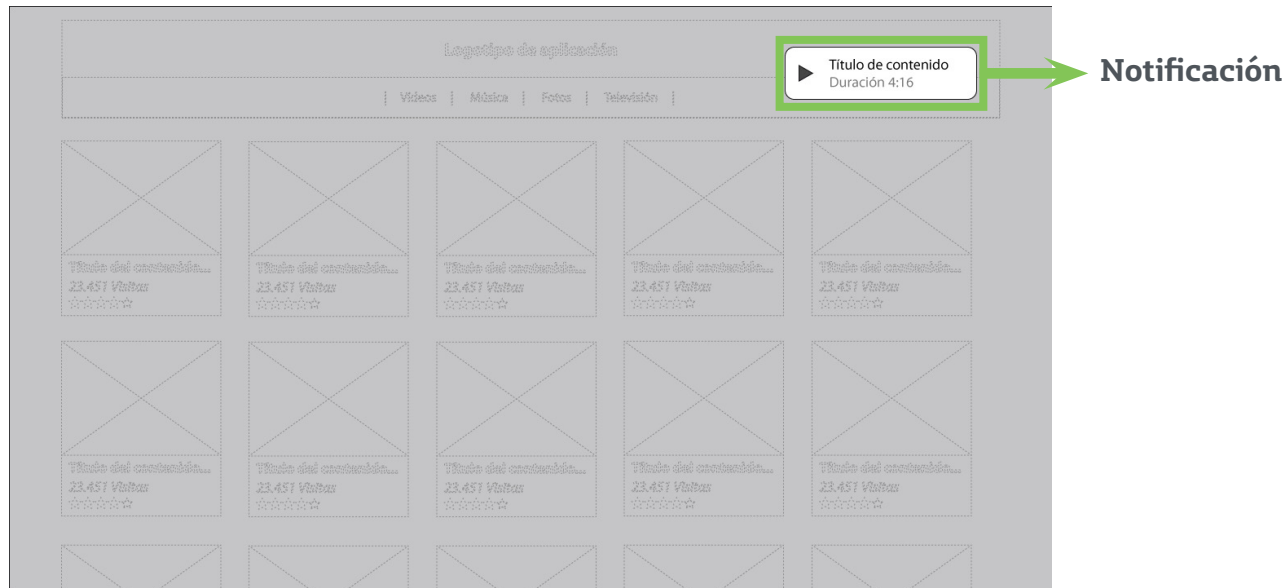 Logotipo de aplicación
Título de contenido
Duración 4:16
Notificación
| Videos | Música | Fotos | Televisión |
Título del contenido...
23.451 Visitas
Título del contenido...
23.451 Visitas
Título del contenido...
23.451 Visitas
Título del contenido...
23.451 Visitas
Título del contenido...
23.451 Visitas
Título del contenido...
23.451 Visitas
Título del contenido...
23.451 Visitas
Título del contenido...
23.451 Visitas
Título del contenido...
23.451 Visitas
Título del contenido...
23.451 Visitas